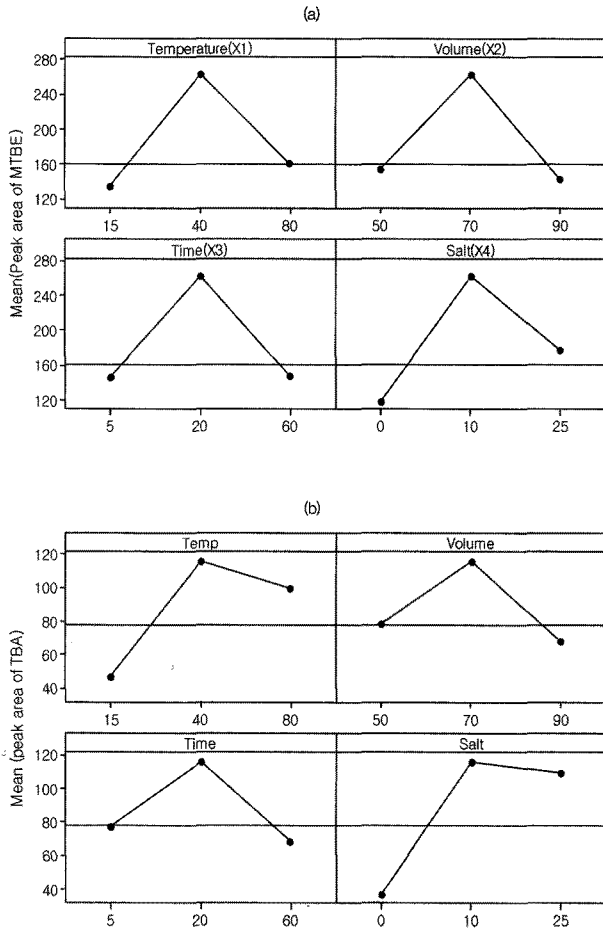 (a)
Temperature(X1) Volume(X2)
280
240
200
160
120
15 40 80 50 70 90
Time(X3) Salt(X4)
280
240
200
160
120
5 20 60 0 10 25
Mean(Peak area of MTBE)
(b)
Temp Volume
120
100
80
60
40
15 40 80 50 70 90
Time Salt
120
100
80
60
40
5 20 60 0 10 25
Mean (peak area of TBA)